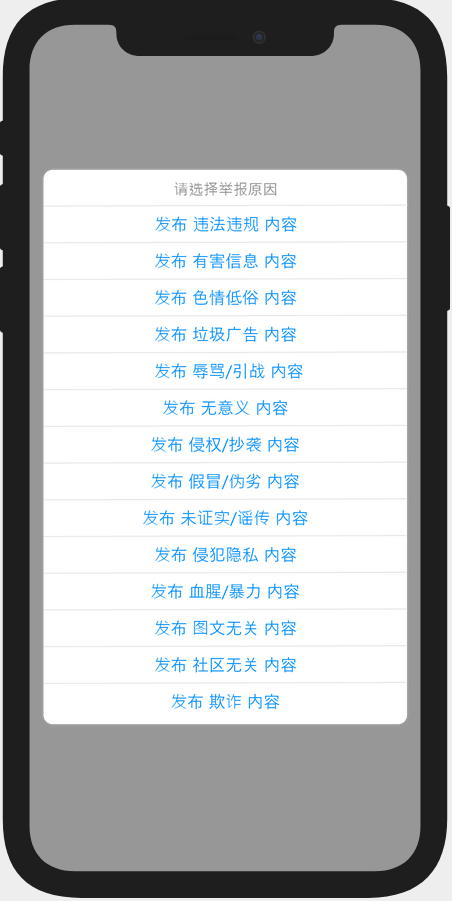 请选择举报原因
发布 违法违规 内容
发布 有害信息 内容
发布 色情低俗 内容
发布 垃圾广告 内容
发布 辱骂/引战 内容
发布 无意义 内容
发布 侵权/抄袭 内容
发布 假冒/伪劣 内容
发布 未证实/谣传 内容
发布 侵犯隐私 内容
发布 血腥/暴力 内容
发布 图文无关 内容
发布 社区无关 内容
发布 欺诈 内容